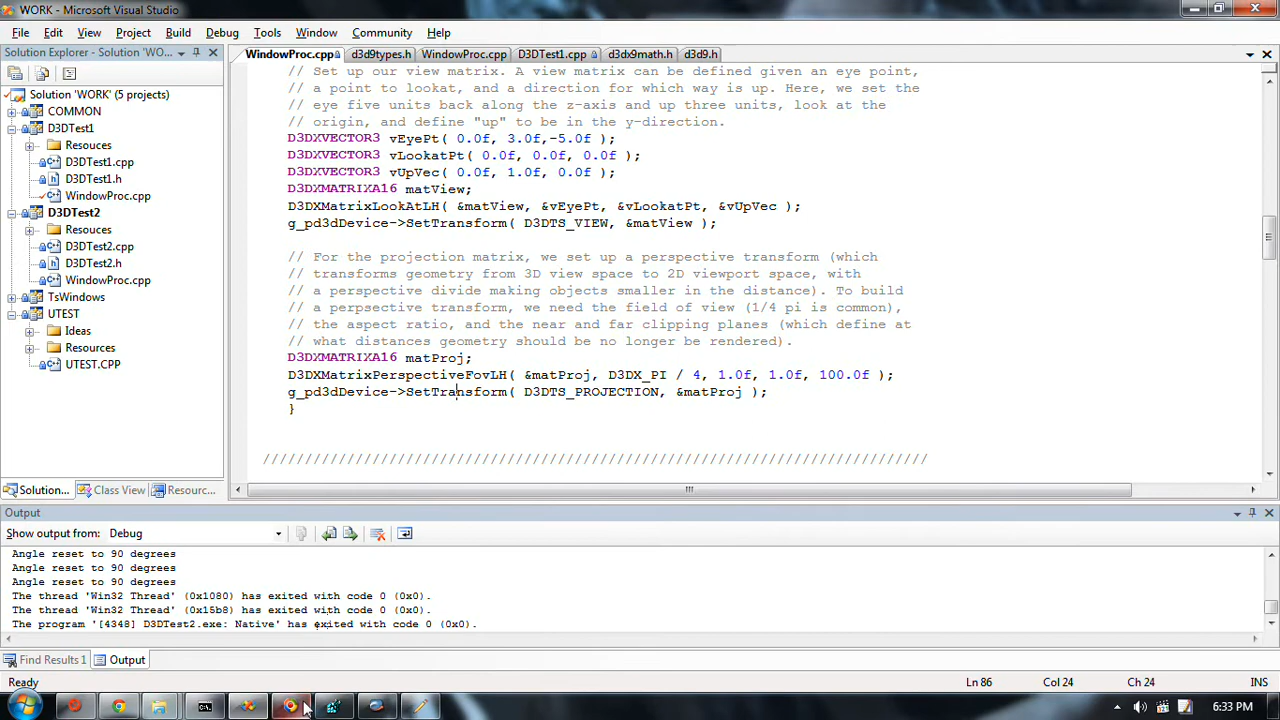 WORK - Microsoft Visual Studio
File Edit View Project Build Debug Tools Window Community Help
Solution Explorer - Solution 'WO...
WindowProc.cpp d3d9types.h WindowProc.cpp D3DTest1.cpp d3dx9math.h d3d9.h
Solution 'WORK' (5 projects)
COMMON
D3DTest1
Resouces
D3DTest1.cpp
D3DTest1.h
WindowProc.cpp
D3DTest2
Resouces
D3DTest2.cpp
D3DTest2.h
WindowProc.cpp
TsWindows
UTEST
Ideas
Resources
UTEST.CPP
Solution... Class View Resourc...
// Set up our view matrix. A view matrix can be defined given an eye point,
// a point to lookat, and a direction for which way is up. Here, we set the
// eye five units back along the z-axis and up three units, look at the
// origin, and define "up" to be in the y-direction.
D3DXVECTOR3 vEyePt( 0.0f, 3.0f,-5.0f );
D3DXVECTOR3 vLookatPt( 0.0f, 0.0f, 0.0f );
D3DXVECTOR3 vUpVec( 0.0f, 1.0f, 0.0f );
D3DXMATRIXA16 matView;
D3DXMatrixLookAtLH( &matView, &vEyePt, &vLookatPt, &vUpVec );
g_pd3dDevice->SetTransform( D3DTS_VIEW, &matView );
// For the projection matrix, we set up a perspective transform (which
// transforms geometry from 3D view space to 2D viewport space, with
// a perspective divide making objects smaller in the distance). To build
// a perpsective transform, we need the field of view (1/4 pi is common),
// the aspect ratio, and the near and far clipping planes (which define at
// what distances geometry should be no longer be rendered).
D3DXMATRIXA16 matProj;
D3DXMatrixPerspectiveFovLH( &matProj, D3DX_PI / 4, 1.0f, 1.0f, 100.0f );
g_pd3dDevice->SetTransform( D3DTS_PROJECTION, &matProj );
}
////////////////////////////////////////////////////////////////////////////
Output
Show output from: Debug
Angle reset to 90 degrees
Angle reset to 90 degrees
Angle reset to 90 degrees
The thread 'Win32 Thread' (0x1080) has exited with code 0 (0x0).
The thread 'Win32 Thread' (0x15b8) has exited with code 0 (0x0).
The program '[4348] D3DTest2.exe: Native' has exited with code 0 (0x0).
Find Results 1 Output
Ready Ln 86 Col 24 Ch 24 INS
6:33 PM